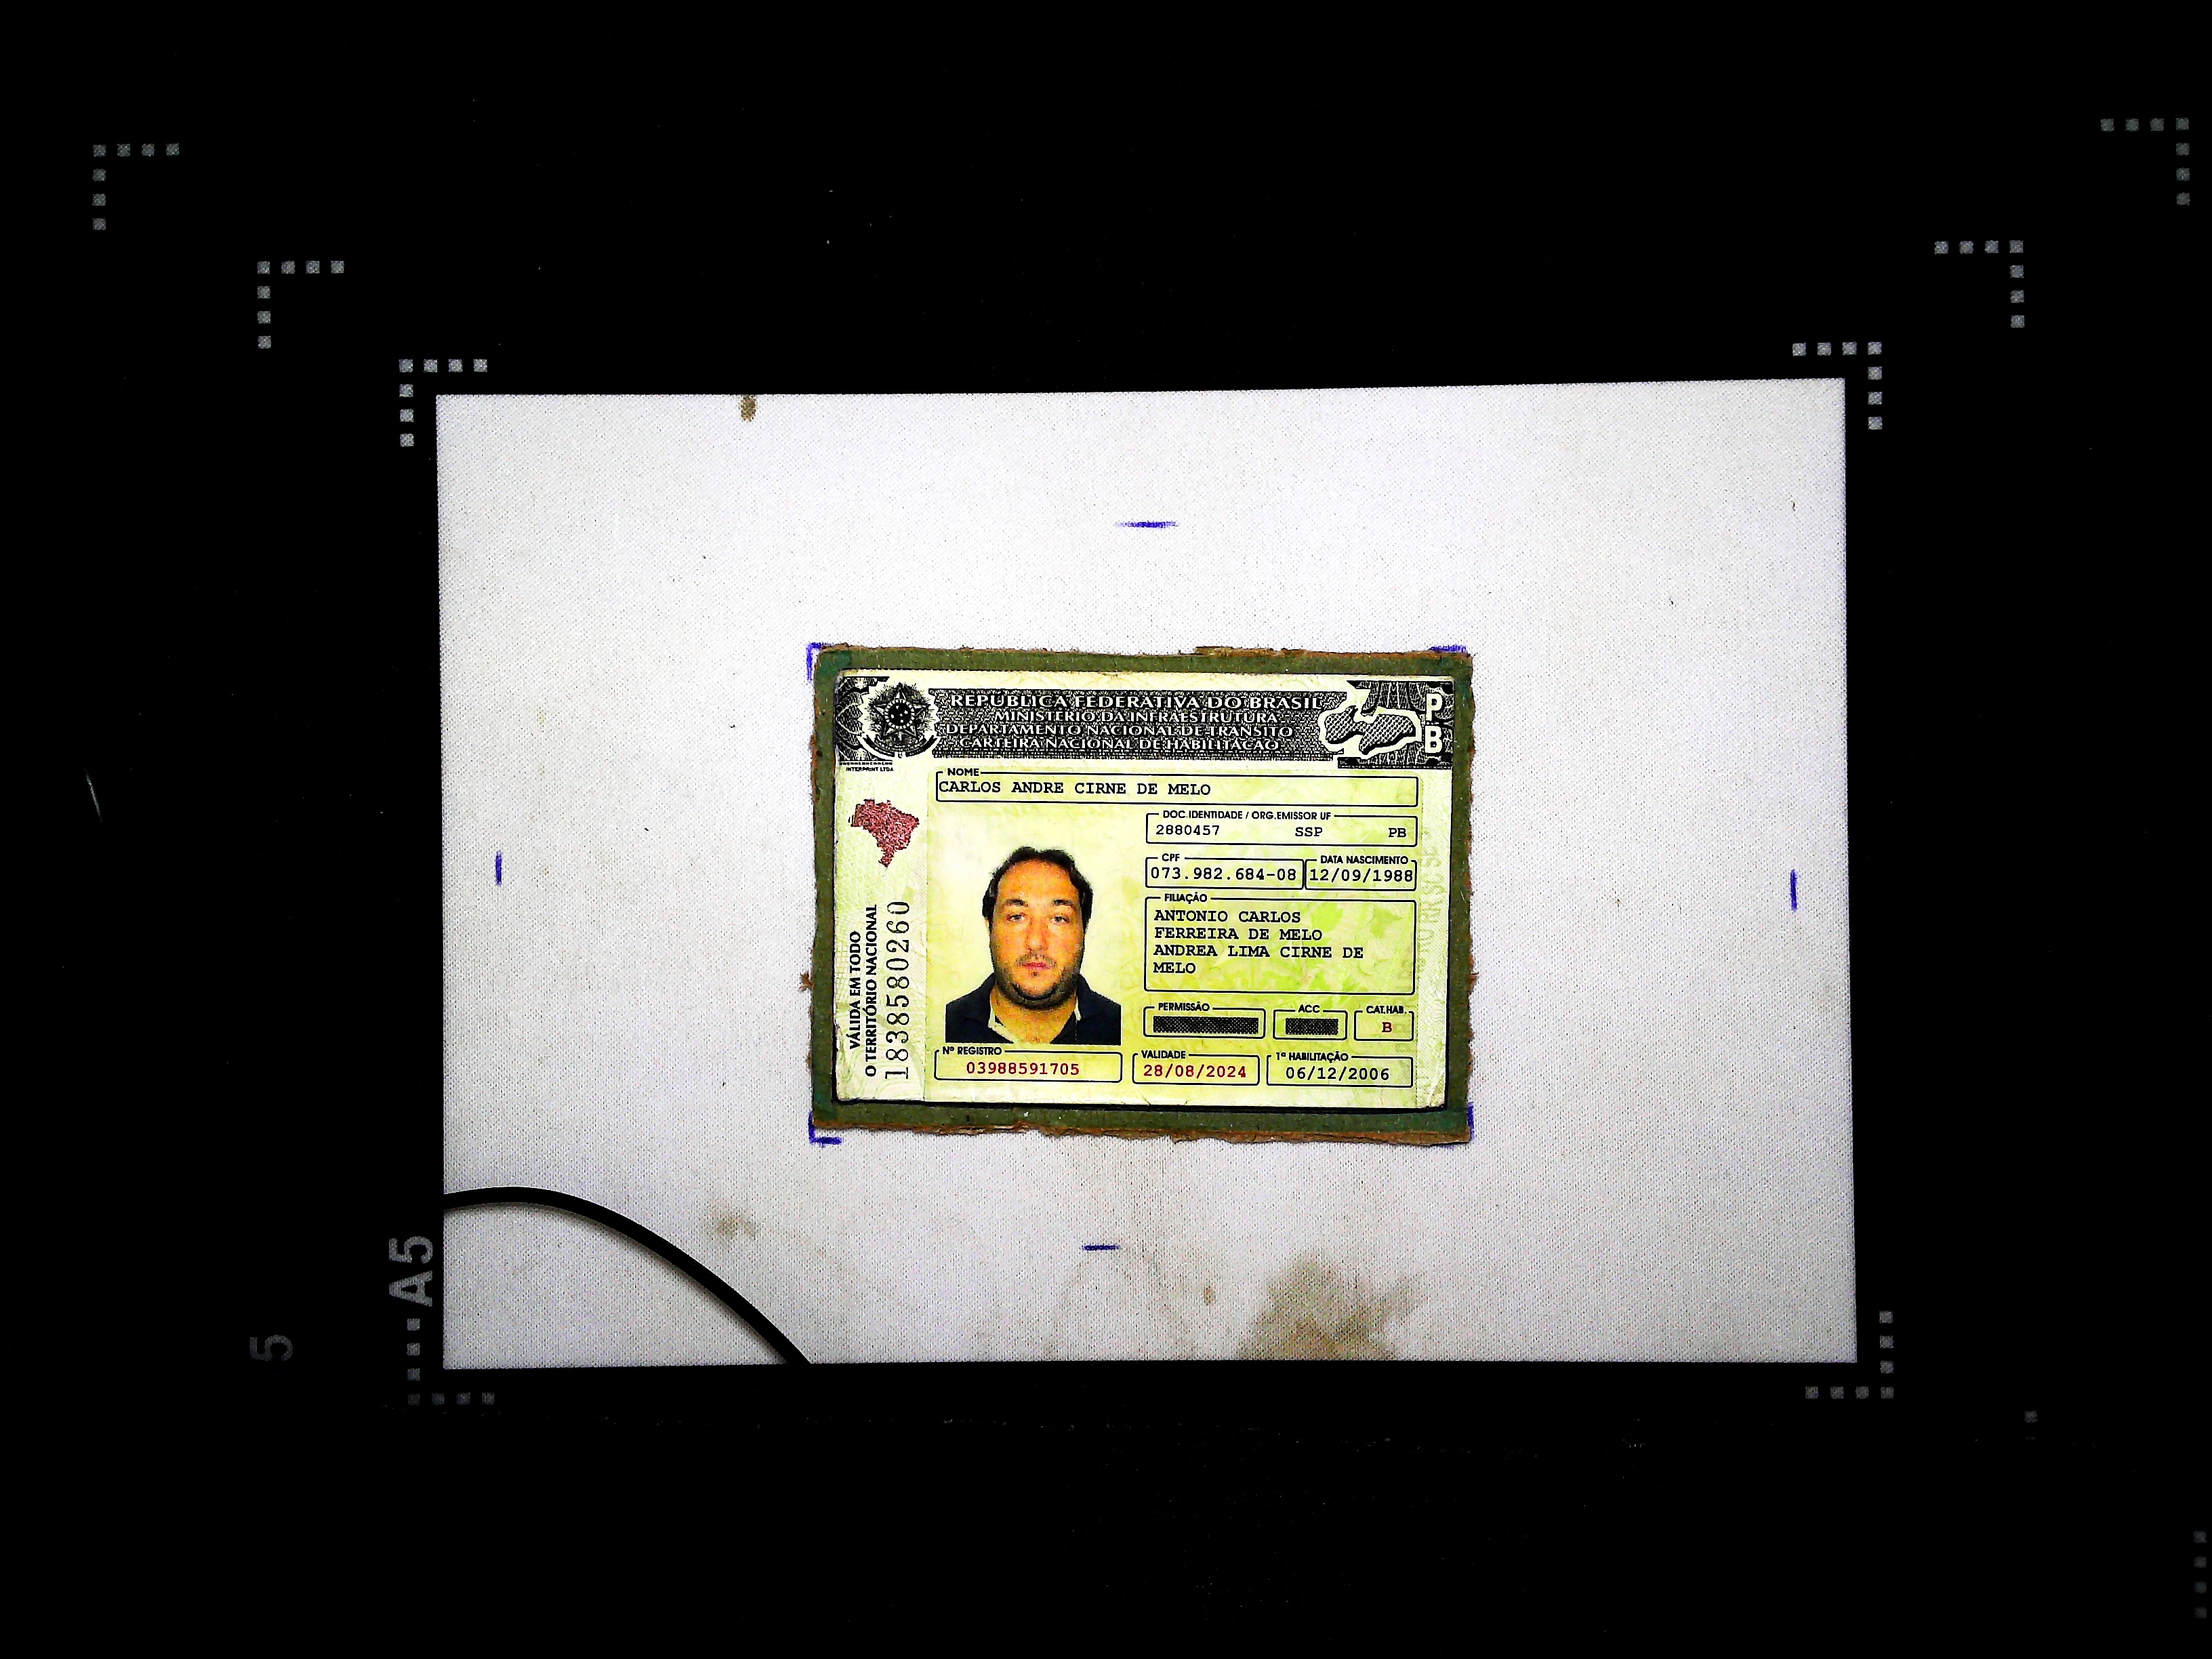 REPÚBLICA FEDERATIVA DO BRASIL
MINISTÉRIO DA INFRAESTRUTURA
DEPARTAMENTO NACIONAL DE TRÂNSITO
CARTEIRA NACIONAL DE HABILITAÇÃO
P
B
INTERPRINT LTDA
NOME
CARLOS ANDRE CIRNE DE MELO
DOC.IDENTIDADE / ORG.EMISSOR UF
2880457 SSP PB
CPF DATA NASCIMENTO
073.982.684-08 12/09/1988
FILIAÇÃO
ANTONIO CARLOS
FERREIRA DE MELO
ANDREA LIMA CIRNE DE
MELO
PERMISSÃO ACC CAT.HAB.
B
Nº REGISTRO VALIDADE 1ª HABILITAÇÃO
03988591705 28/08/2024 06/12/2006
VÁLIDA EM TODO
O TERRITÓRIO NACIONAL
1838580260
A5
5